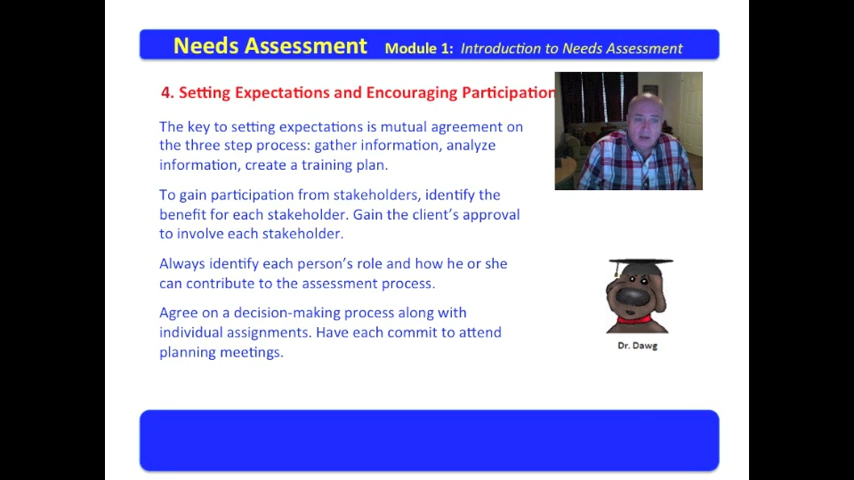 Needs Assessment Module 1: Introduction to Needs Assessment
4. Setting Expectations and Encouraging Participation
The key to setting expectations is mutual agreement on
the three step process: gather information, analyze
information, create a training plan.
To gain participation from stakeholders, identify the
benefit for each stakeholder. Gain the client's approval
to involve each stakeholder.
Always identify each person's role and how he or she
can contribute to the assessment process.
Agree on a decision-making process along with
individual assignments. Have each commit to attend
planning meetings.
Dr. Dawg